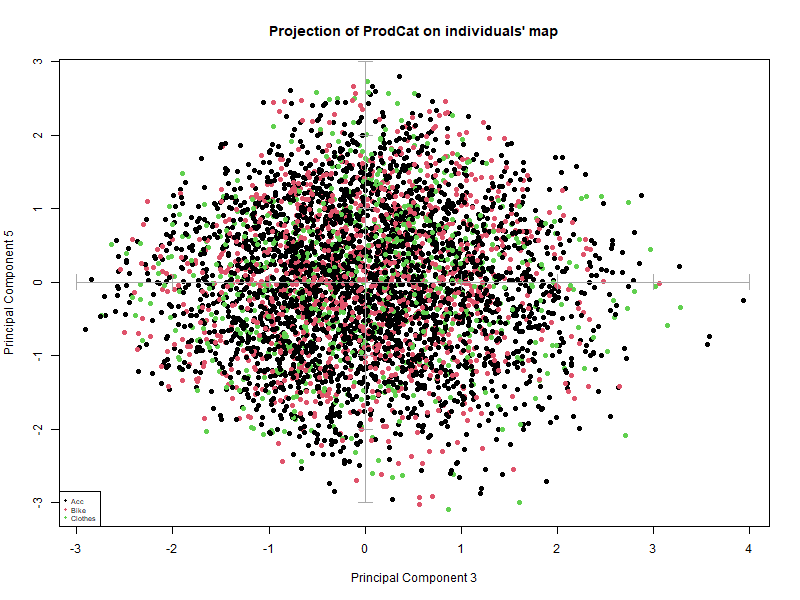 Projection of ProdCat on individuals' map
Principal Component 5
3
2
1
0
-1
-2
-3
Acc
Bike
Clothes
-3
-2
-1
0
1
2
3
4
Principal Component 3